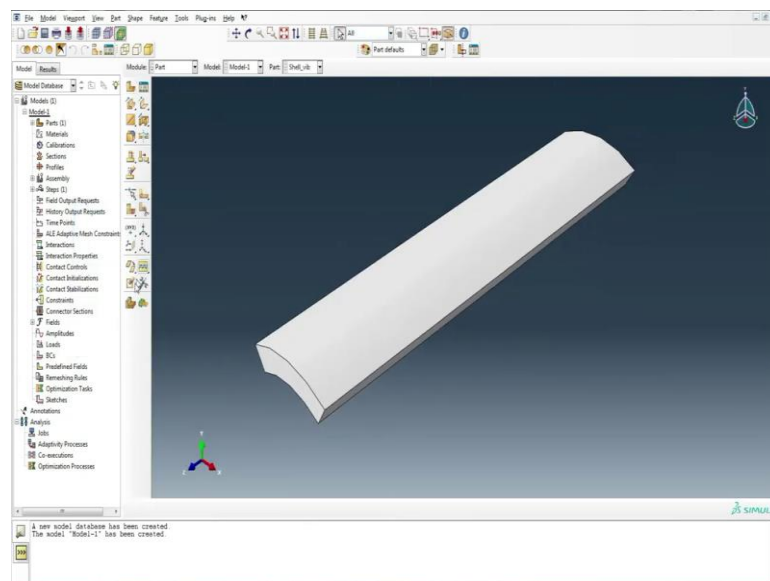 File Model Viewport View Part Shape Feature Tools Plug-ins Help
All
Part defaults
Model Results
Module: Part Model: Model-1 Part: Shell_vib
Model Database
Models (1)
Model-1
Parts (1)
Materials
Calibrations
Sections
Profiles
Assembly
Steps (1)
Field Output Requests
History Output Requests
Time Points
ALE Adaptive Mesh Constraint
Interactions
Interaction Properties
Contact Controls
Contact Initializations
Contact Stabilizations
Constraints
Connector Sections
Fields
Amplitudes
Loads
BCs
Predefined Fields
Remeshing Rules
Optimization Tasks
Sketches
Annotations
Analysis
Jobs
Adaptivity Processes
Co-executions
Optimization Processes
SIMUL
A new model database has been created.
The model "Model-1" has been created.